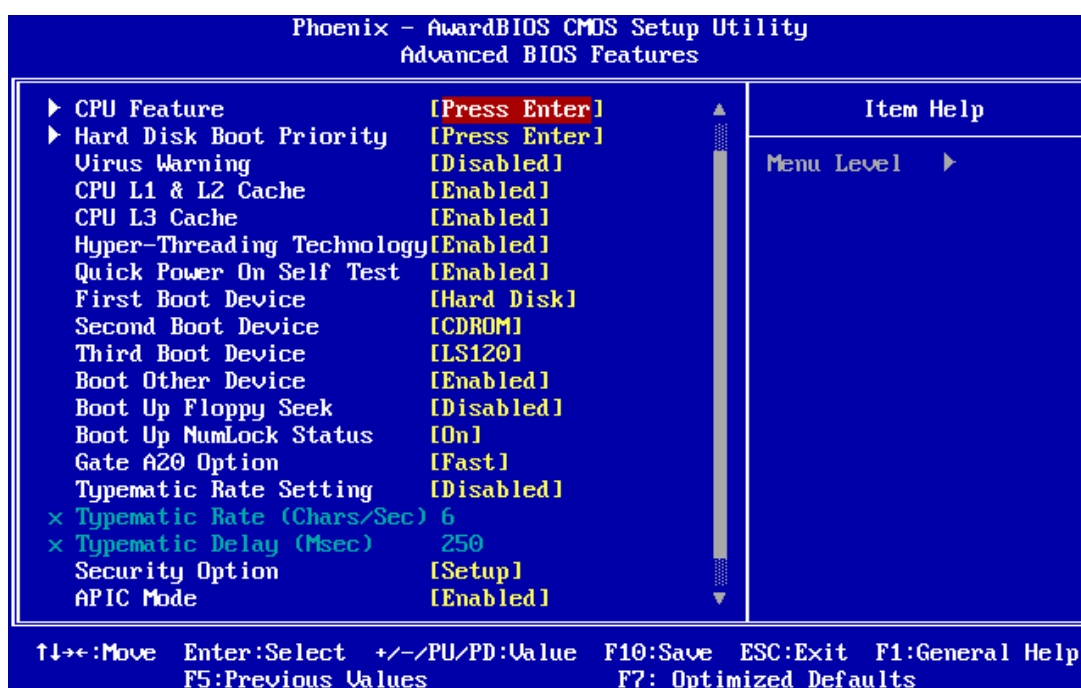 Phoenix - AwardBIOS CMOS Setup Utility
Advanced BIOS Features
CPU Feature [Press Enter]
Hard Disk Boot Priority [Press Enter]
Virus Warning [Disabled]
CPU L1 & L2 Cache [Enabled]
CPU L3 Cache [Enabled]
Hyper-Threading Technology[Enabled]
Quick Power On Self Test [Enabled]
First Boot Device [Hard Disk]
Second Boot Device [CDROM]
Third Boot Device [LS120]
Boot Other Device [Enabled]
Boot Up Floppy Seek [Disabled]
Boot Up NumLock Status [On]
Gate A20 Option [Fast]
Typematic Rate Setting [Disabled]
x Typematic Rate (Chars/Sec) 6
x Typematic Delay (Msec) 250
Security Option [Setup]
APIC Mode [Enabled]
Item Help
Menu Level
↑↓→←:Move Enter:Select +/-/PU/PD:Value F10:Save ESC:Exit F1:General Help
F5:Previous Values F7: Optimized Defaults